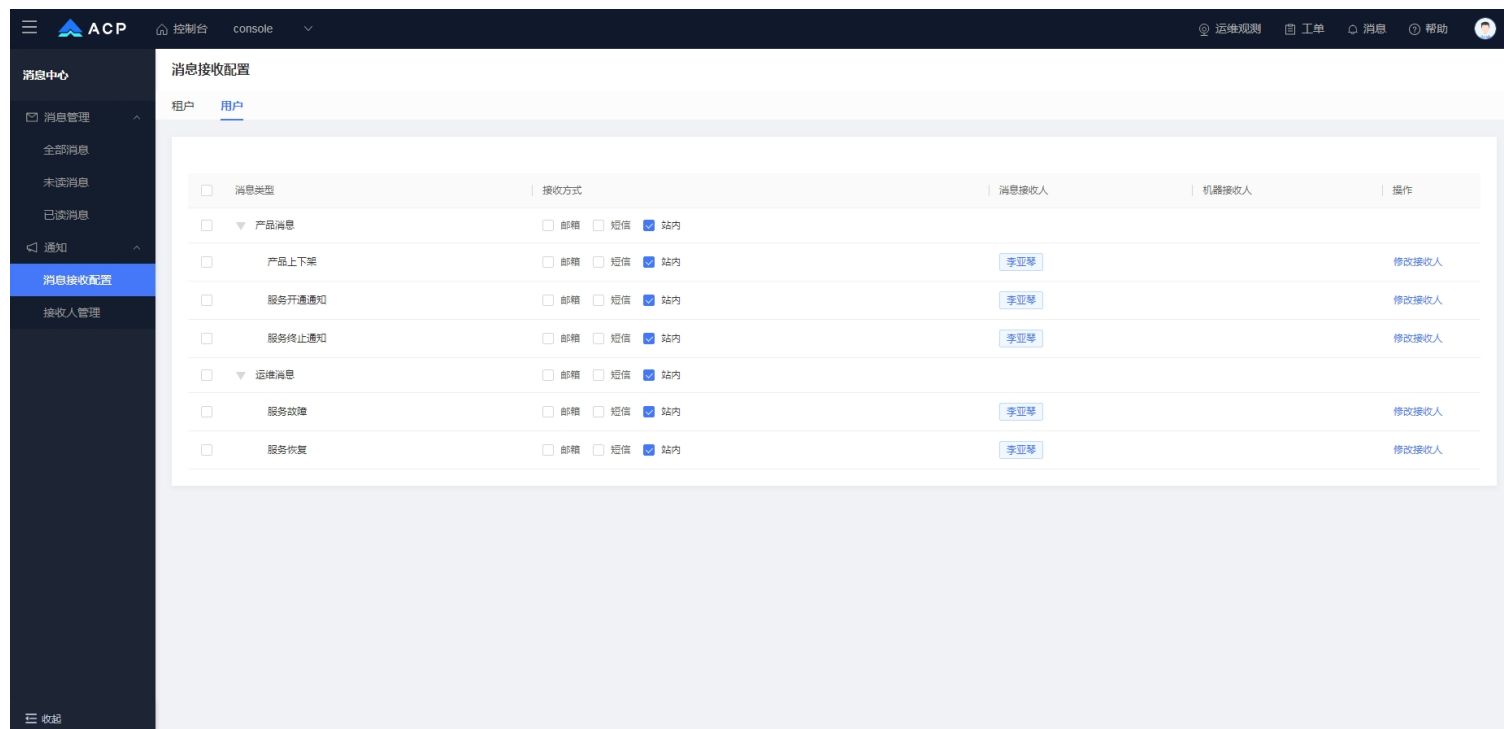 ACP 控制台 console 运维观测 工单 消息 帮助
消息中心
消息管理
全部消息
未读消息
已读消息
通知
消息接收配置
接收人管理
收起
消息接收配置
租户 用户
消息类型 接收方式 消息接收人 机器接收人 操作
产品消息 邮箱 短信 站内
产品上下架 邮箱 短信 站内 李亚琴 修改接收人
服务开通通知 邮箱 短信 站内 李亚琴 修改接收人
服务终止通知 邮箱 短信 站内 李亚琴 修改接收人
运维消息 邮箱 短信 站内
服务故障 邮箱 短信 站内 李亚琴 修改接收人
服务恢复 邮箱 短信 站内 李亚琴 修改接收人